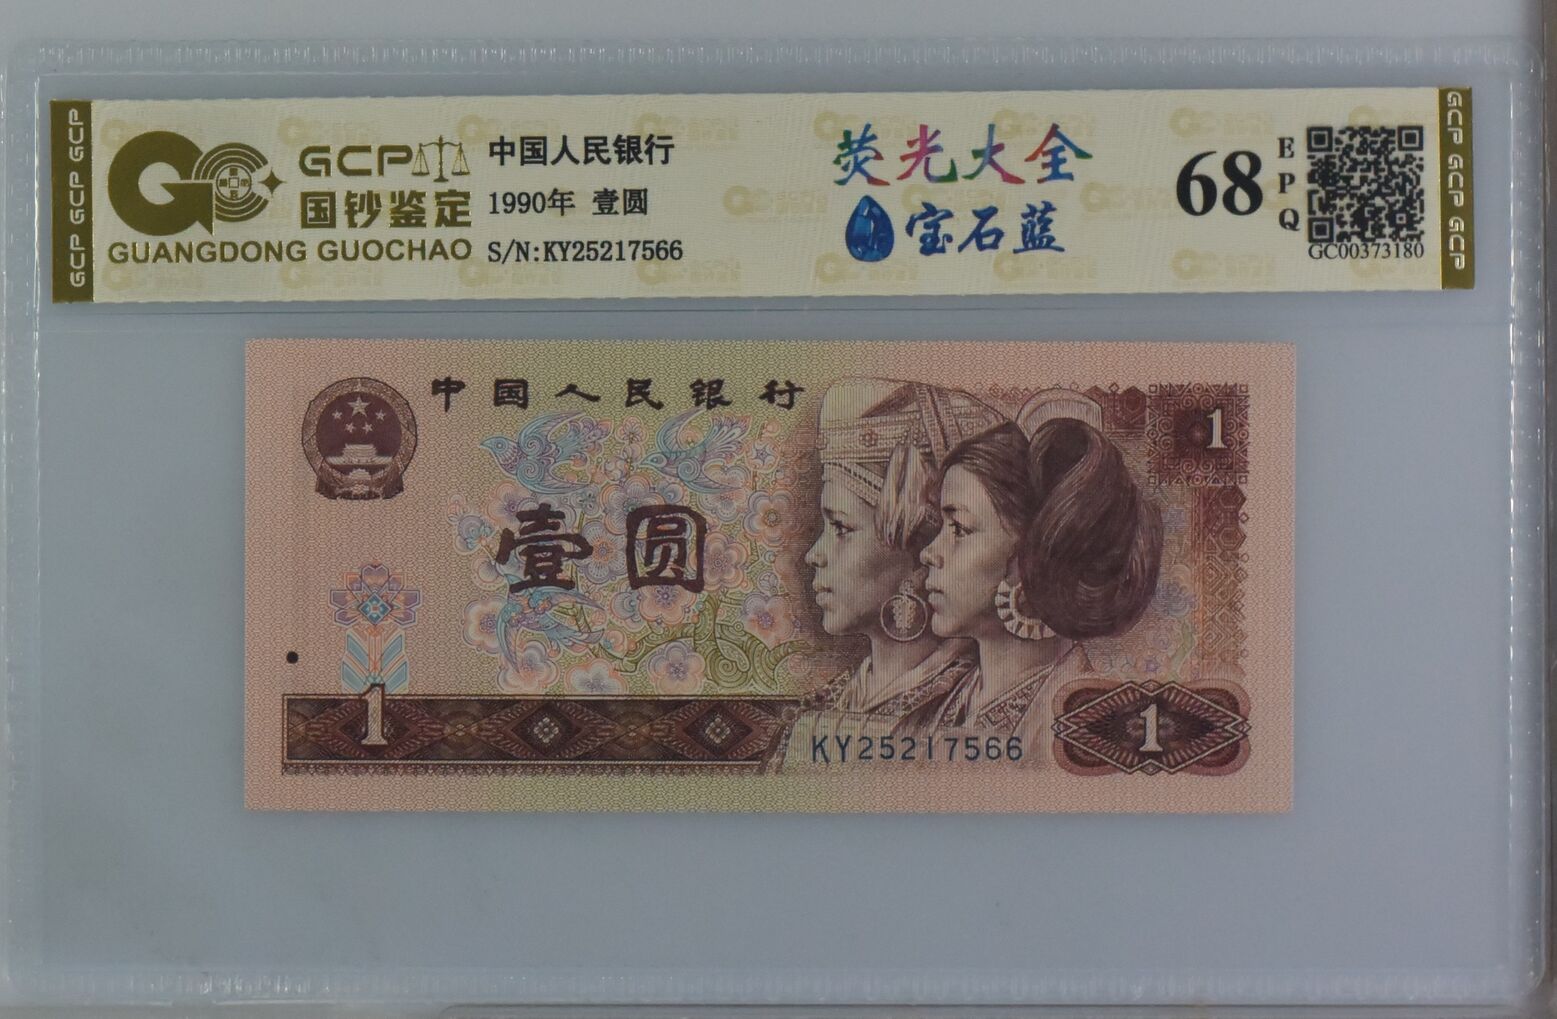 GCP GCP GCP
GCP
国钞鉴定
GUANGDONG GUOCHAO
中国人民银行
1990年 壹圆
S/N:KY25217566
荧光大全
宝石蓝
68
EPQ
GC00373180
GCP GCP GCP
中国人民银行
1
壹圆
1
KY25217566
1